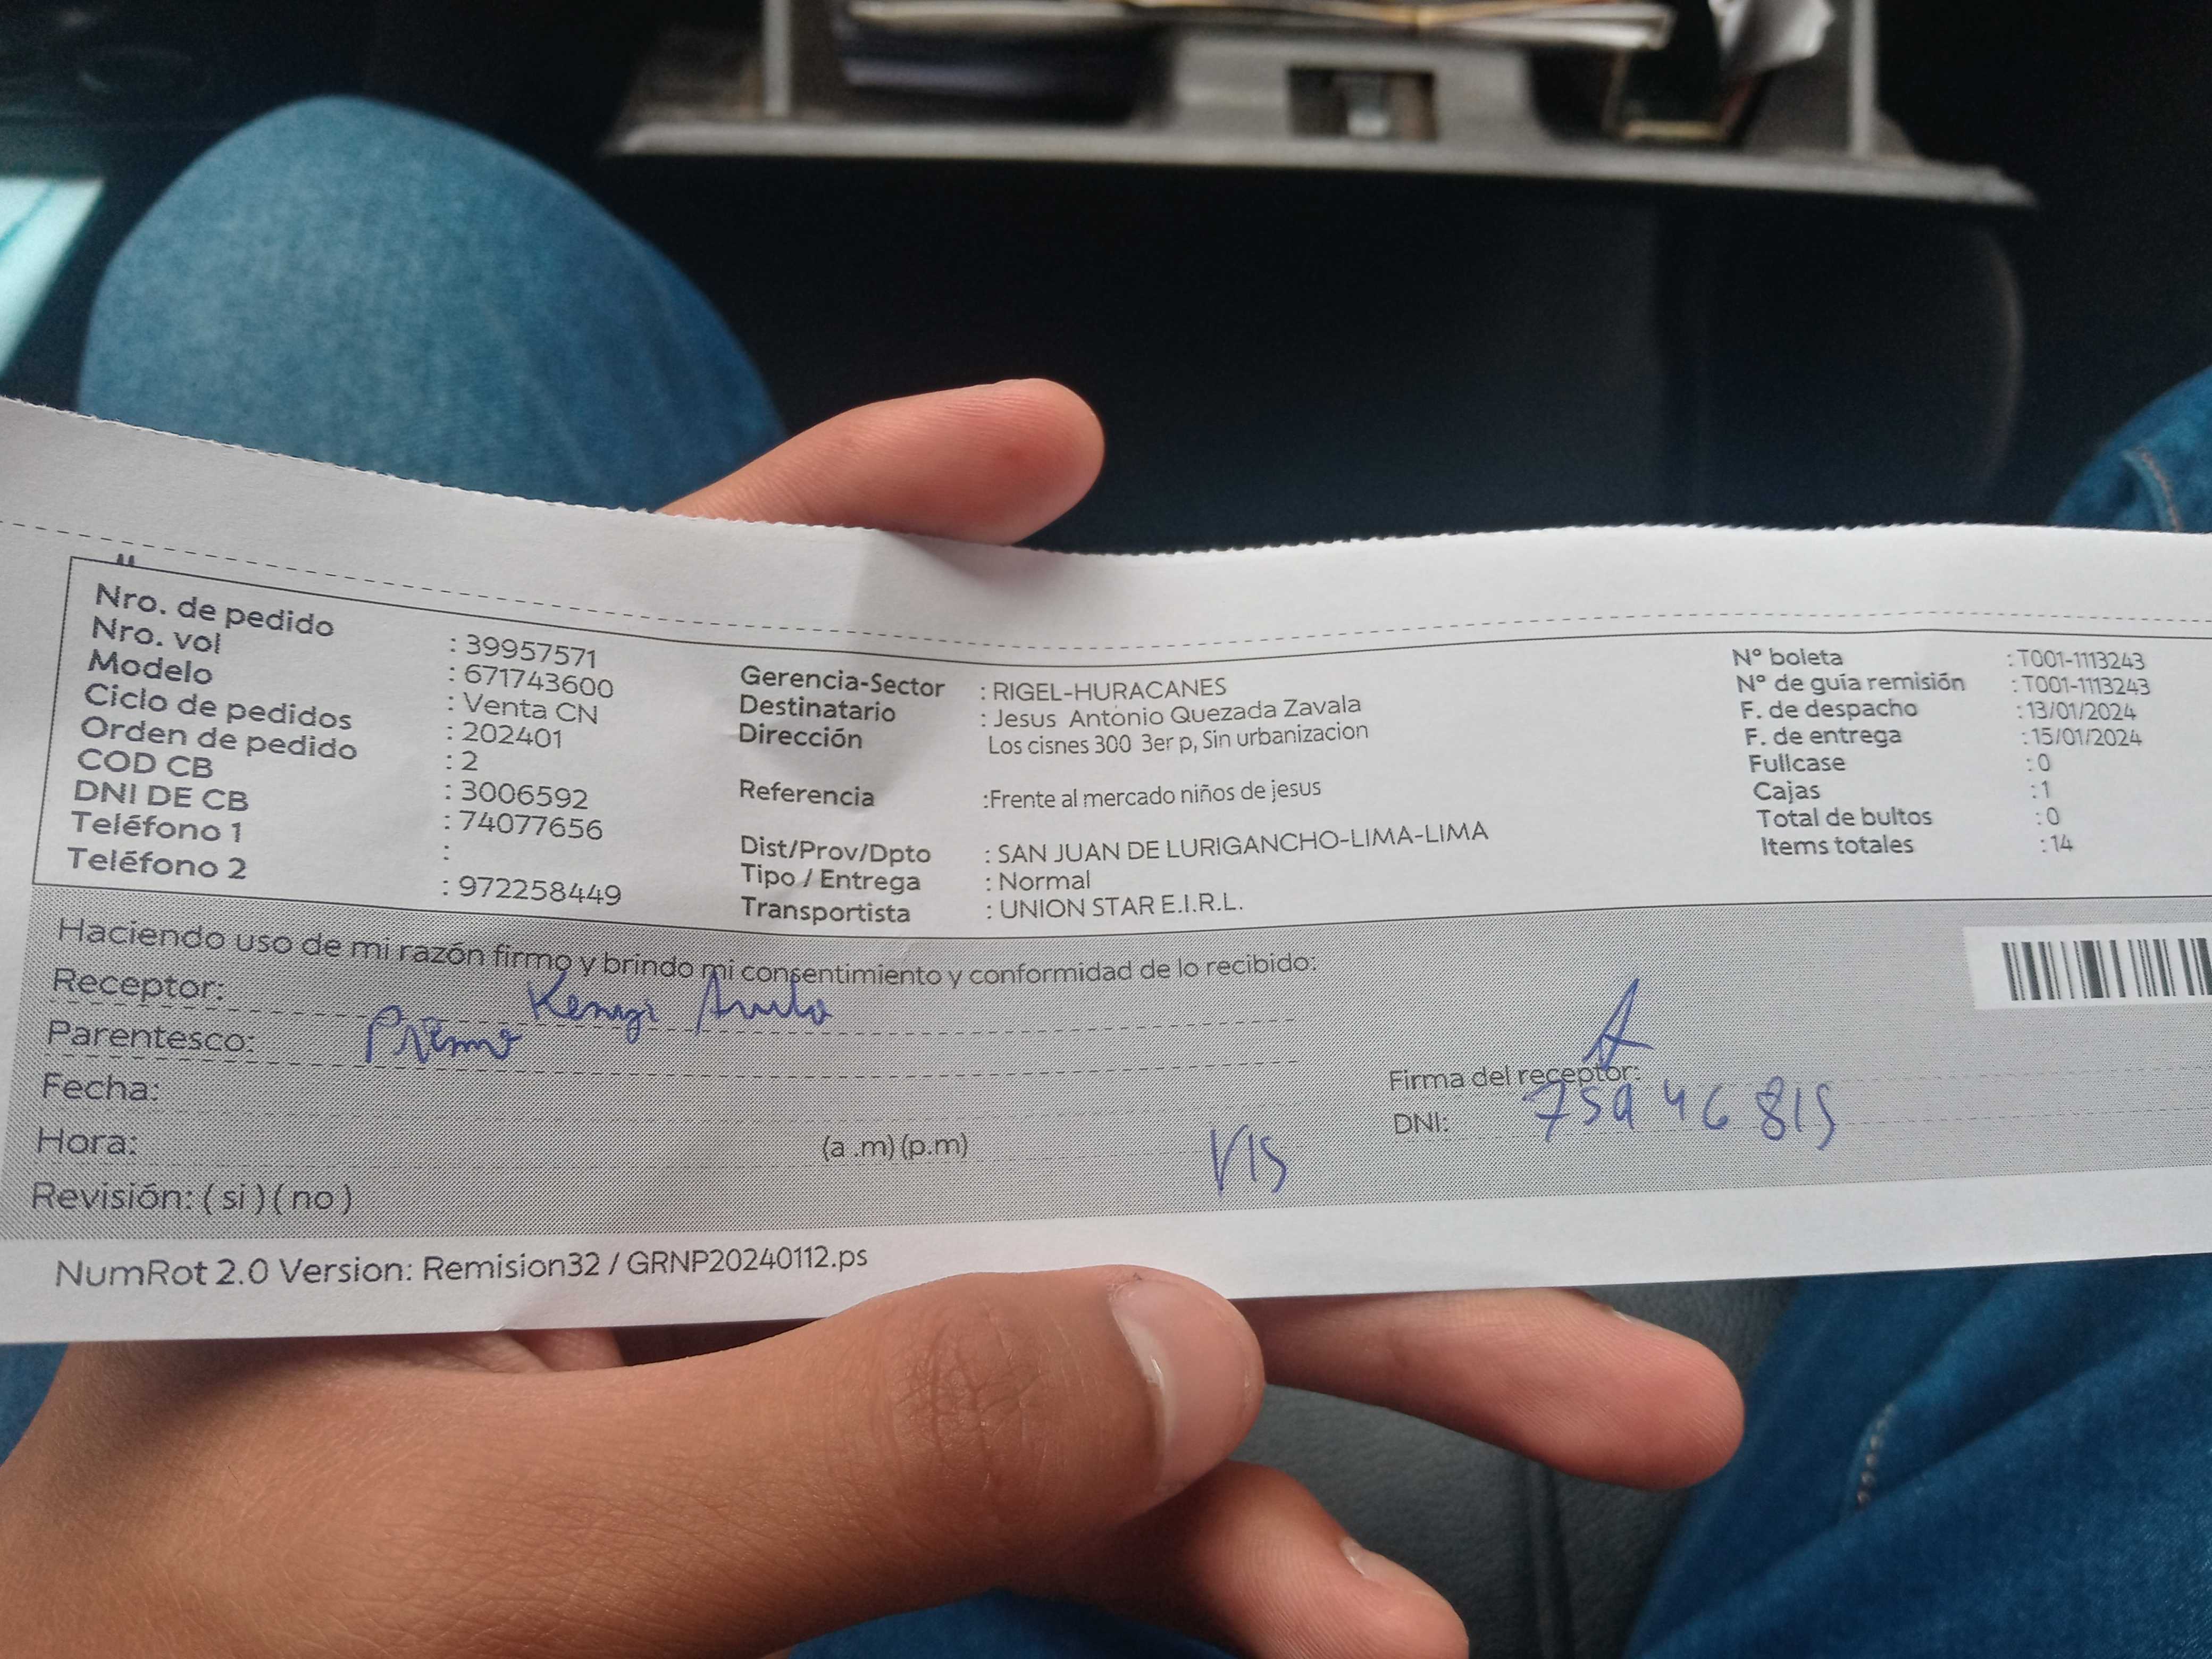 Nro. de pedido : 39957571
Nro. vol : 671743600
Modelo : Venta CN
Ciclo de pedidos : 202401
Orden de pedido : 2
COD CB : 3006592
DNI DE CB : 74077656
Teléfono 1 :
Teléfono 2 : 972258449
Gerencia-Sector : RIGEL-HURACANES
Destinatario : Jesus Antonio Quezada Zavala
Dirección Los cisnes 300 3er p, Sin urbanizacion
Referencia :Frente al mercado niños de jesus
Dist/Prov/Dpto : SAN JUAN DE LURIGANCHO-LIMA-LIMA
Tipo / Entrega : Normal
Transportista : UNION STAR E.I.R.L.
N° boleta : T001-1113243
N° de guía remisión : T001-1113243
F. de despacho : 13/01/2024
F. de entrega : 15/01/2024
Fullcase : 0
Cajas : 1
Total de bultos : 0
Items totales : 14
Haciendo uso de mi razón firmo y brindo mi consentimiento y conformidad de lo recibido:
Receptor: Kenyi
Parentesco: Primo
Fecha:
Hora: (a .m) (p.m)
Revisión: ( si ) ( no )
Firma del receptor: A
DNI: 75946815
NumRot 2.0 Version: Remision32 / GRNP20240112.ps